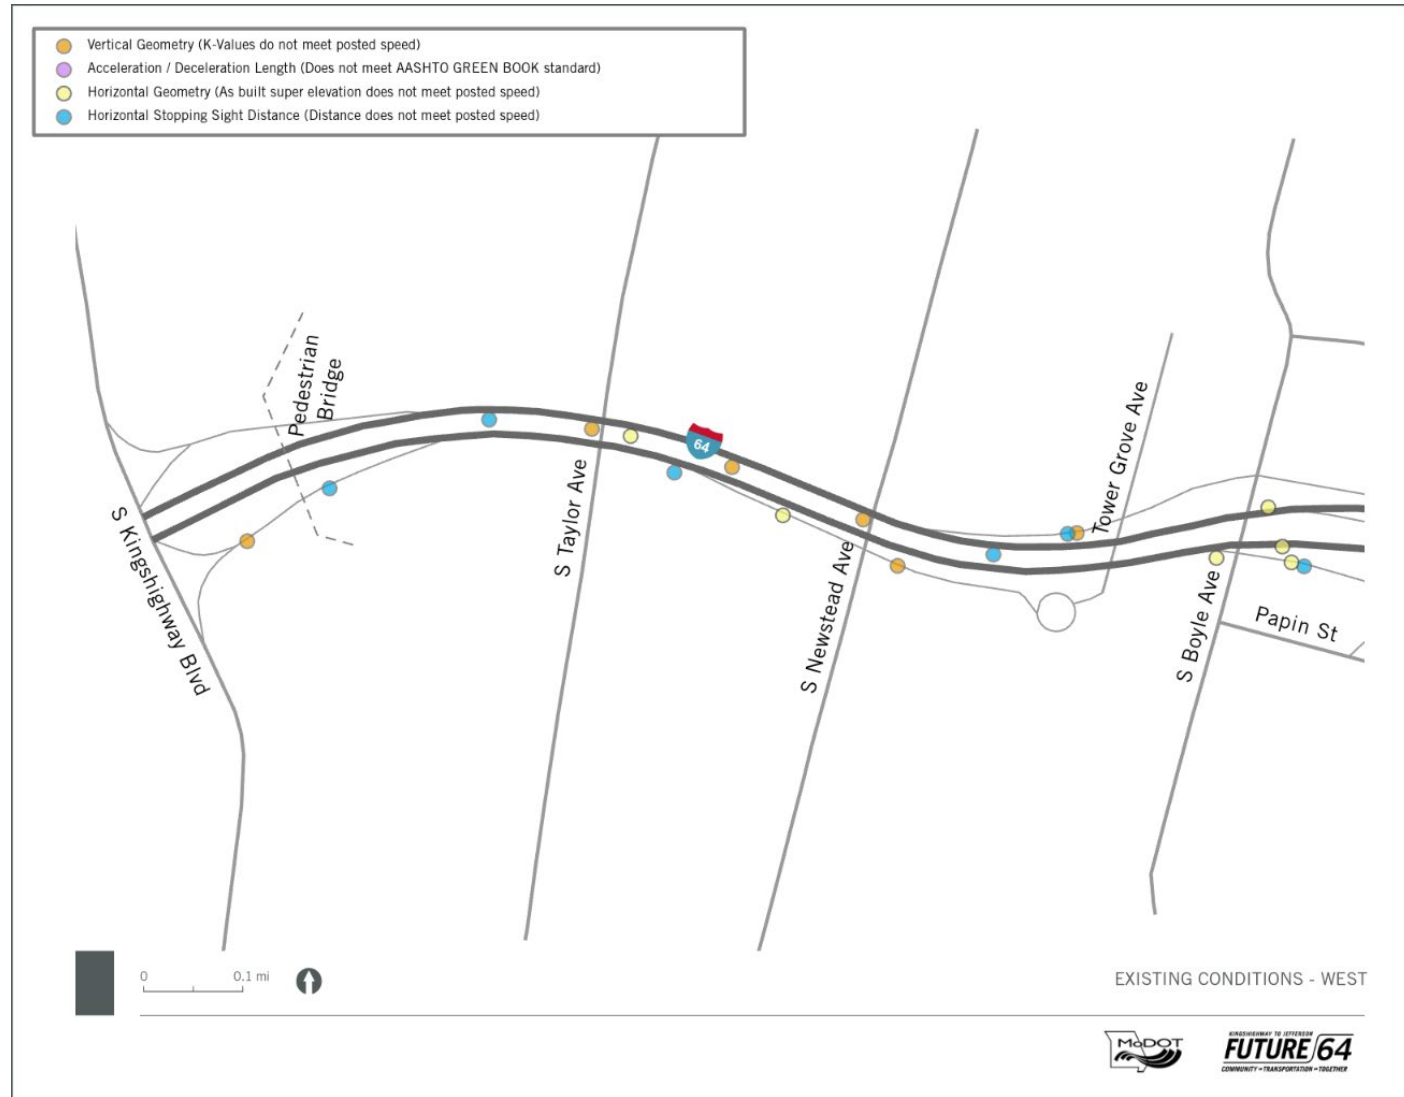 Vertical Geometry (K-Values do not meet posted speed)
Acceleration / Deceleration Length (Does not meet AASHTO GREEN BOOK standard)
Horizontal Geometry (As built super elevation does not meet posted speed)
Horizontal Stopping Sight Distance (Distance does not meet posted speed)
Pedestrian
Bridge
64
Tower Grove Ave
S Taylor Ave
S Kingshighway Blvd
S Newstead Ave
S Boyle Ave
Papin St
0 0.1 mi
EXISTING CONDITIONS - WEST
MoDOT
KINGSHIGHWAY TO JEFFERSON
FUTURE/64
COMMUNITY - TRANSPORTATION - TOGETHER